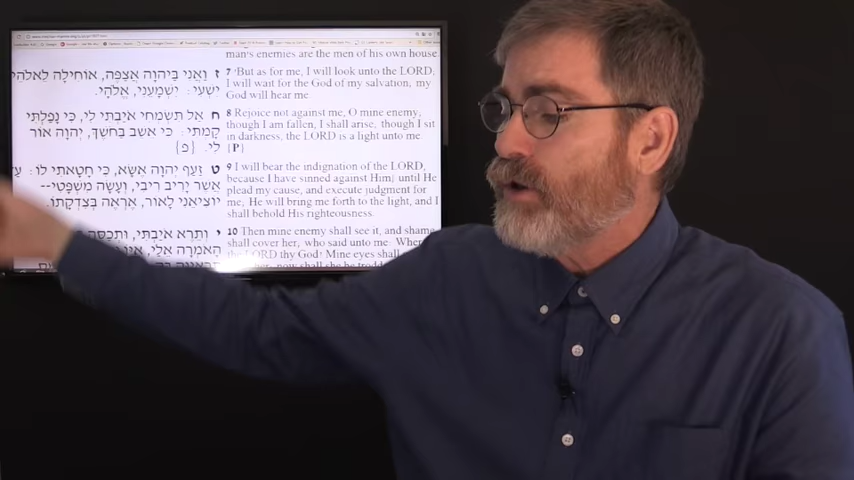 man's enemies are the men of his own house.
ז וַאֲנִי בַּיהוָה אֲצַפֶּה, אוֹחִילָה לֵאלֹהֵי
יִשְׁעִי: יִשְׁמָעֵנִי, אֱלֹהָי.
7 'But as for me, I will look unto the LORD;
I will wait for the God of my salvation; my
God will hear me.
ח אַל תִּשְׂמְחִי אֹיַבְתִּי לִי, כִּי נָפַלְתִּי
קָמְתִּי: כִּי אֵשֵׁב בַּחֹשֶׁךְ, יְהוָה אוֹר
לִי. {פ}
8 Rejoice not against me, O mine enemy;
though I am fallen, I shall arise; though I sit
in darkness, the LORD is a light unto me.
{P}
ט זַעַף יְהוָה אֶשָּׂא, כִּי חָטָאתִי לוֹ:
אֲשֶׁר יָרִיב רִיבִי, וְעָשָׂה מִשְׁפָּטִי--
יוֹצִיאֵנִי לָאוֹר, אֶרְאֶה בְּצִדְקָתוֹ.
9 I will bear the indignation of the LORD,
because I have sinned against Him; until He
plead my cause, and execute judgment for
me; He will bring me forth to the light, and I
shall behold His righteousness.
י וְתֵרֶא אֹיַבְתִּי, וּתְכַסֶּה
הָאֹמְרָה אֵלַי,
10 Then mine enemy shall see it, and shame
shall cover her; who said unto me:
LORD thy God? Mine eyes shall
now shall she be trodd